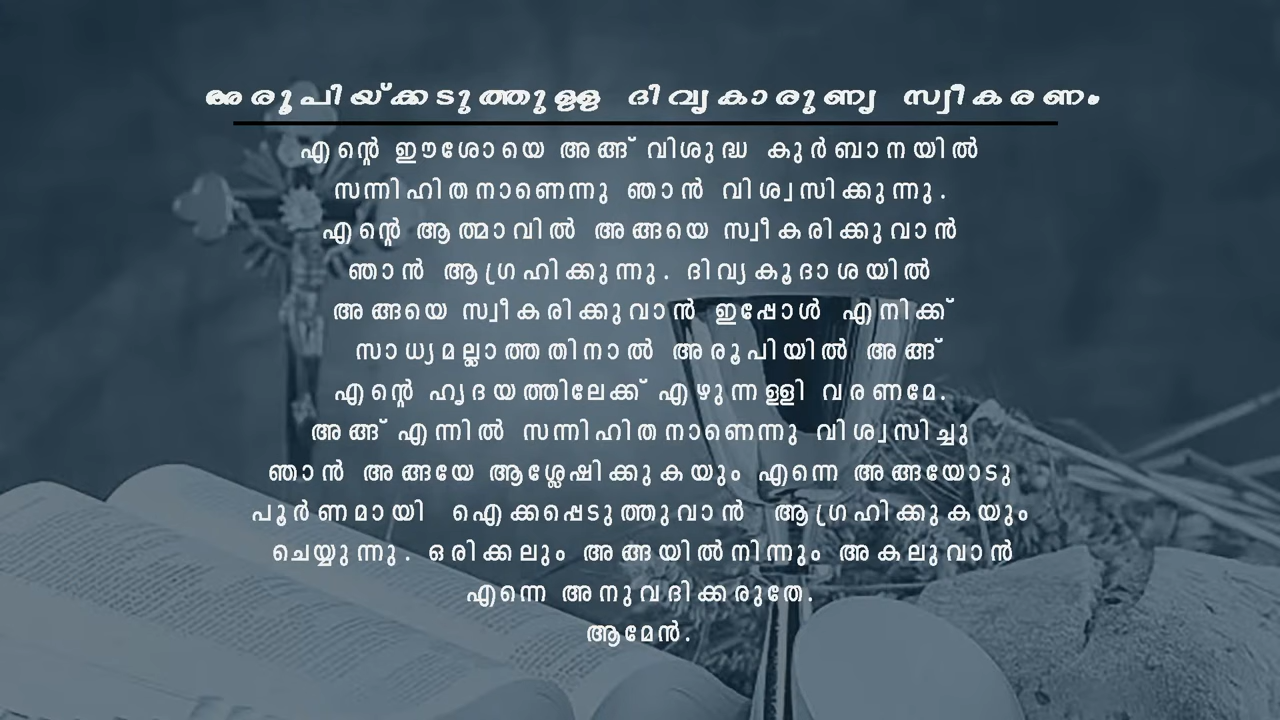 അരൂപിയ്ക്കടുത്തുള്ള ദിവ്യകാരുണ്യ സ്വീകരണം
എന്റെ ഈശോയെ അങ്ങ് വിശുദ്ധ കുർബാനയിൽ
സന്നിഹിതനാണെന്നു ഞാൻ വിശ്വസിക്കുന്നു.
എന്റെ ആത്മാവിൽ അങ്ങയെ സ്വീകരിക്കുവാൻ
ഞാൻ ആഗ്രഹിക്കുന്നു. ദിവ്യകൂദാശയിൽ
അങ്ങയെ സ്വീകരിക്കുവാൻ ഇപ്പോൾ എനിക്ക്
സാധ്യമല്ലാത്തതിനാൽ അരൂപിയിൽ അങ്ങ്
എന്റെ ഹൃദയത്തിലേക്ക് എഴുന്നള്ളി വരണമേ.
അങ്ങ് എന്നിൽ സന്നിഹിതനാണെന്നു വിശ്വസിച്ചു
ഞാൻ അങ്ങയേ ആശ്ലേഷിക്കുകയും എന്നെ അങ്ങയോടു
പൂർണമായി ഐക്കപ്പെടുത്തുവാൻ ആഗ്രഹിക്കുകയും
ചെയ്യുന്നു. ഒരിക്കലും അങ്ങയിൽനിന്നും അകലുവാൻ
എന്നെ അനുവദിക്കരുതേ.
ആമേൻ.